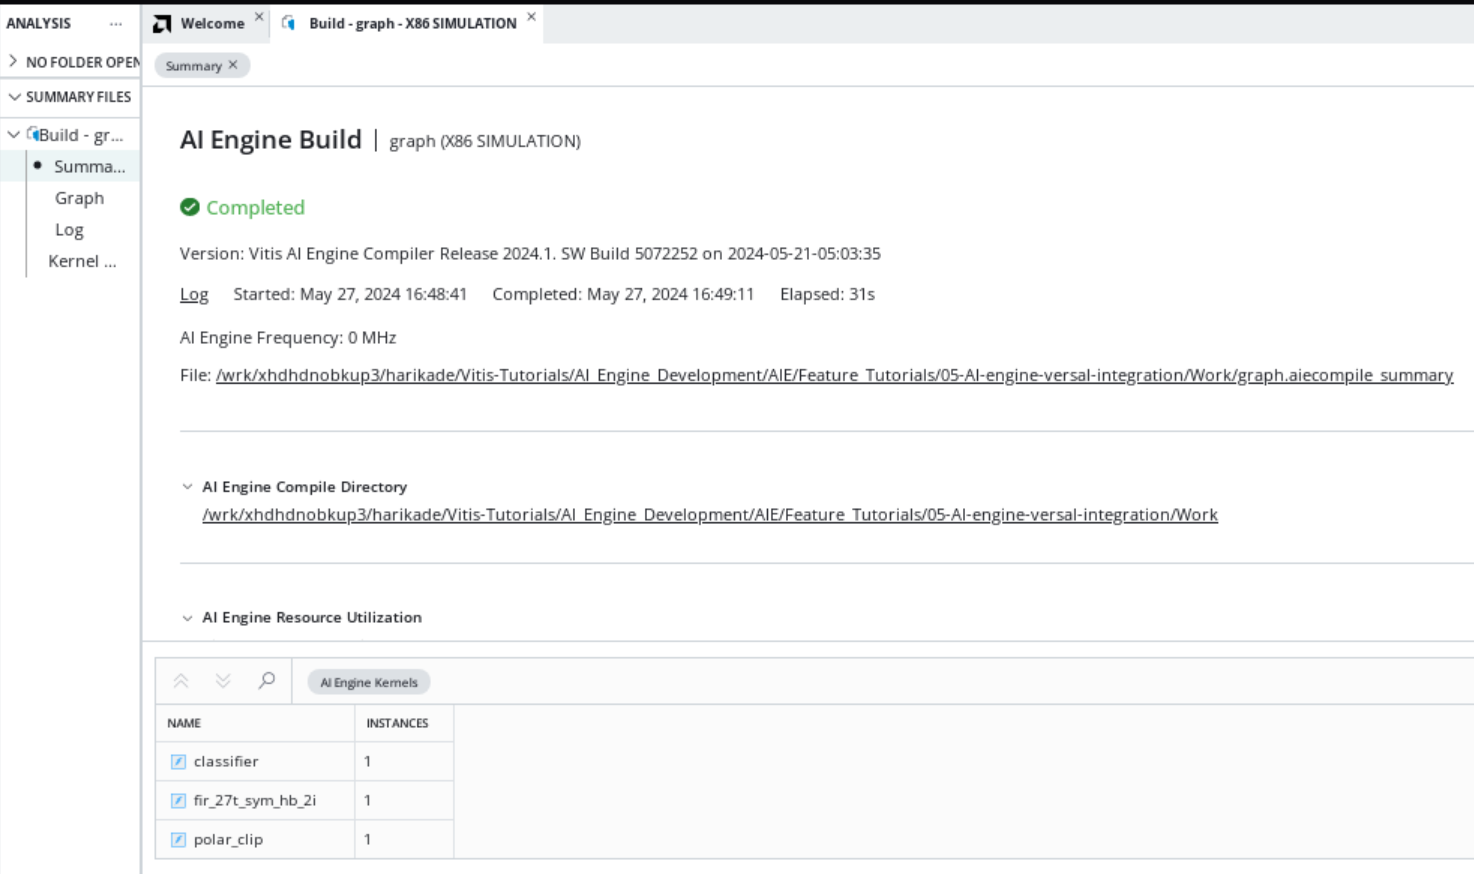 ANALYSIS ...
Welcome
Build - graph - X86 SIMULATION
NO FOLDER OPEN
SUMMARY FILES
Summary
Build - gr...
Summa...
Graph
Log
Kernel ...
AI Engine Build | graph (X86 SIMULATION)
Completed
Version: Vitis AI Engine Compiler Release 2024.1. SW Build 5072252 on 2024-05-21-05:03:35
Log Started: May 27, 2024 16:48:41 Completed: May 27, 2024 16:49:11 Elapsed: 31s
AI Engine Frequency: 0 MHz
File: /wrk/xhdhdnobkup3/harikade/Vitis-Tutorials/AI_Engine_Development/AIE/Feature_Tutorials/05-AI-engine-versal-integration/Work/graph.aiecompile_summary
AI Engine Compile Directory
/wrk/xhdhdnobkup3/harikade/Vitis-Tutorials/AI_Engine_Development/AIE/Feature_Tutorials/05-AI-engine-versal-integration/Work
AI Engine Resource Utilization
AI Engine Kernels
NAME INSTANCES
classifier 1
fir_27t_sym_hb_2i 1
polar_clip 1